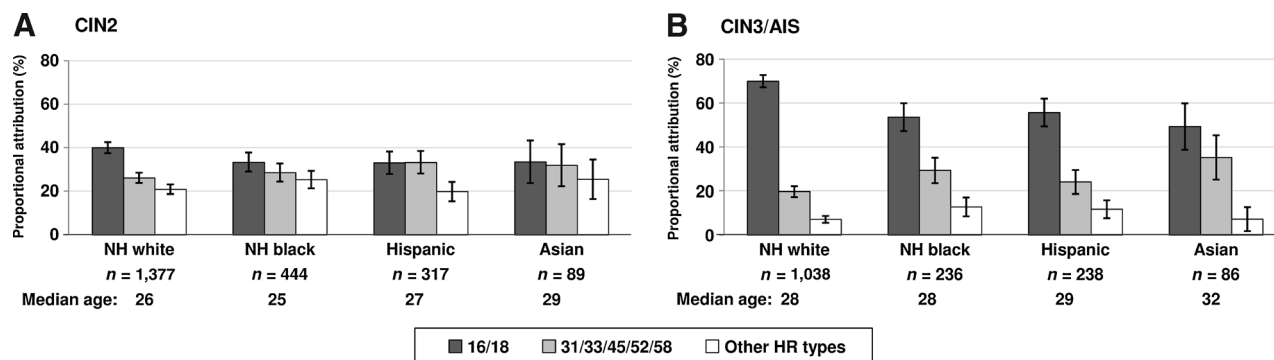 A CIN2
Proportional attribution (%)
80
60
40
20
0
NH white NH black Hispanic Asian
n = 1,377 n = 444 n = 317 n = 89
Median age: 26 25 27 29
B CIN3/AIS
Proportional attribution (%)
80
60
40
20
0
NH white NH black Hispanic Asian
n = 1,038 n = 236 n = 238 n = 86
Median age: 28 28 29 32
16/18 31/33/45/52/58 Other HR types